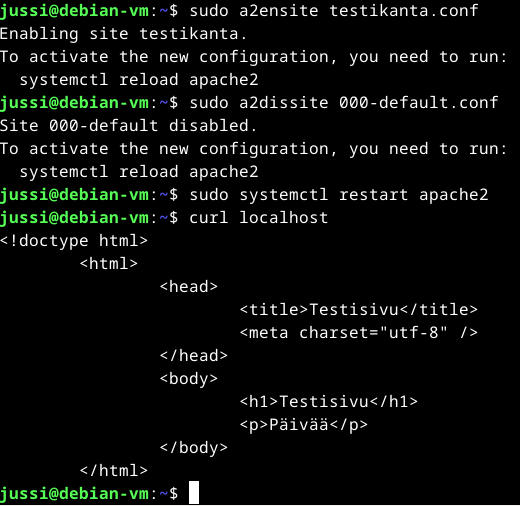 jussi@debian-vm:~$ sudo a2ensite testikanta.conf
Enabling site testikanta.
To activate the new configuration, you need to run:
  systemctl reload apache2
jussi@debian-vm:~$ sudo a2dissite 000-default.conf
Site 000-default disabled.
To activate the new configuration, you need to run:
  systemctl reload apache2
jussi@debian-vm:~$ sudo systemctl restart apache2
jussi@debian-vm:~$ curl localhost
<!doctype html>
        <html>
                <head>
                        <title>Testisivu</title>
                        <meta charset="utf-8" />
                </head>
                <body>
                        <h1>Testisivu</h1>
                        <p>Päivää</p>
                </body>
        </html>
jussi@debian-vm:~$